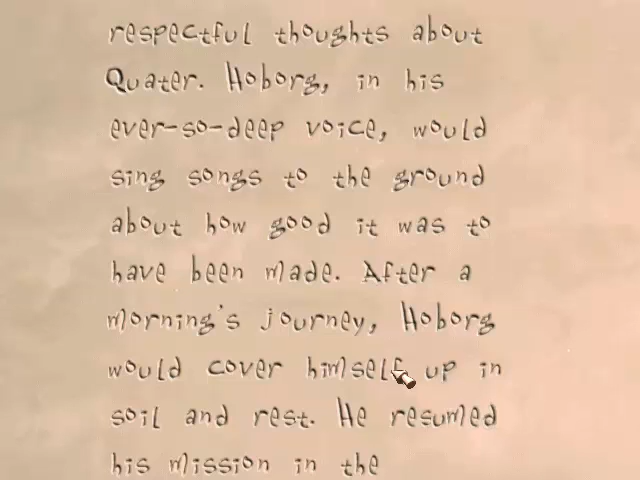 respectful thoughts about
Quater. Hoborg, in his
ever-so-deep voice, would
sing songs to the ground
about how good it was to
have been made. After a
morning's journey, Hoborg
would cover himself up in
soil and rest. He resumed
his mission in the